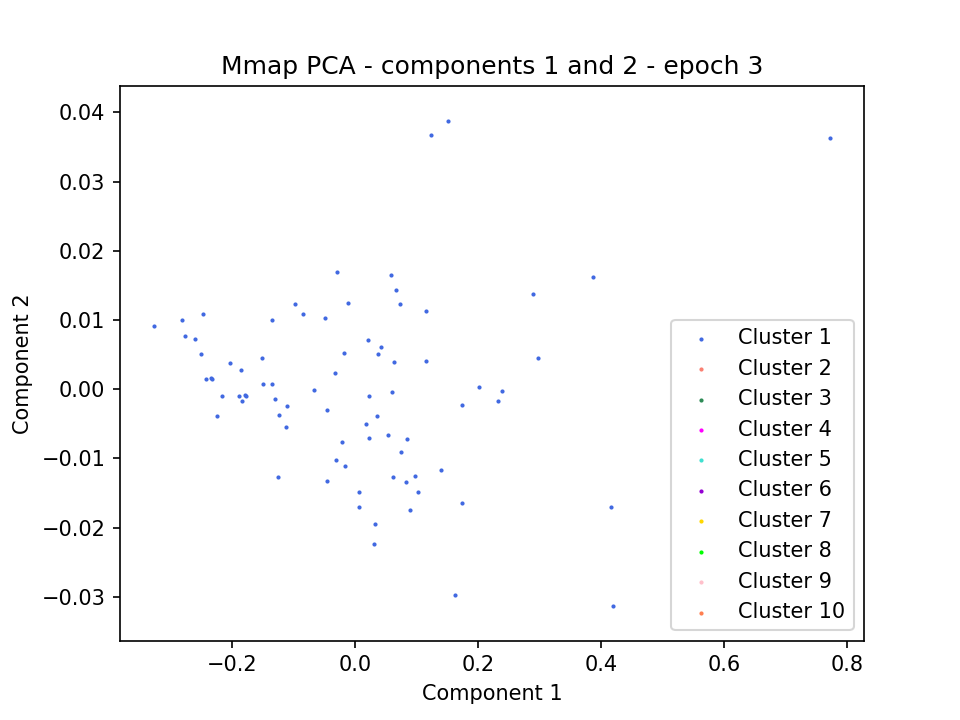 Mmap PCA - components 1 and 2 - epoch 3
0.04
0.03
0.02
0.01
0.00
−0.01
−0.02
−0.03
Component 2
Cluster 1
Cluster 2
Cluster 3
Cluster 4
Cluster 5
Cluster 6
Cluster 7
Cluster 8
Cluster 9
Cluster 10
−0.2
0.0
0.2
0.4
0.6
0.8
Component 1